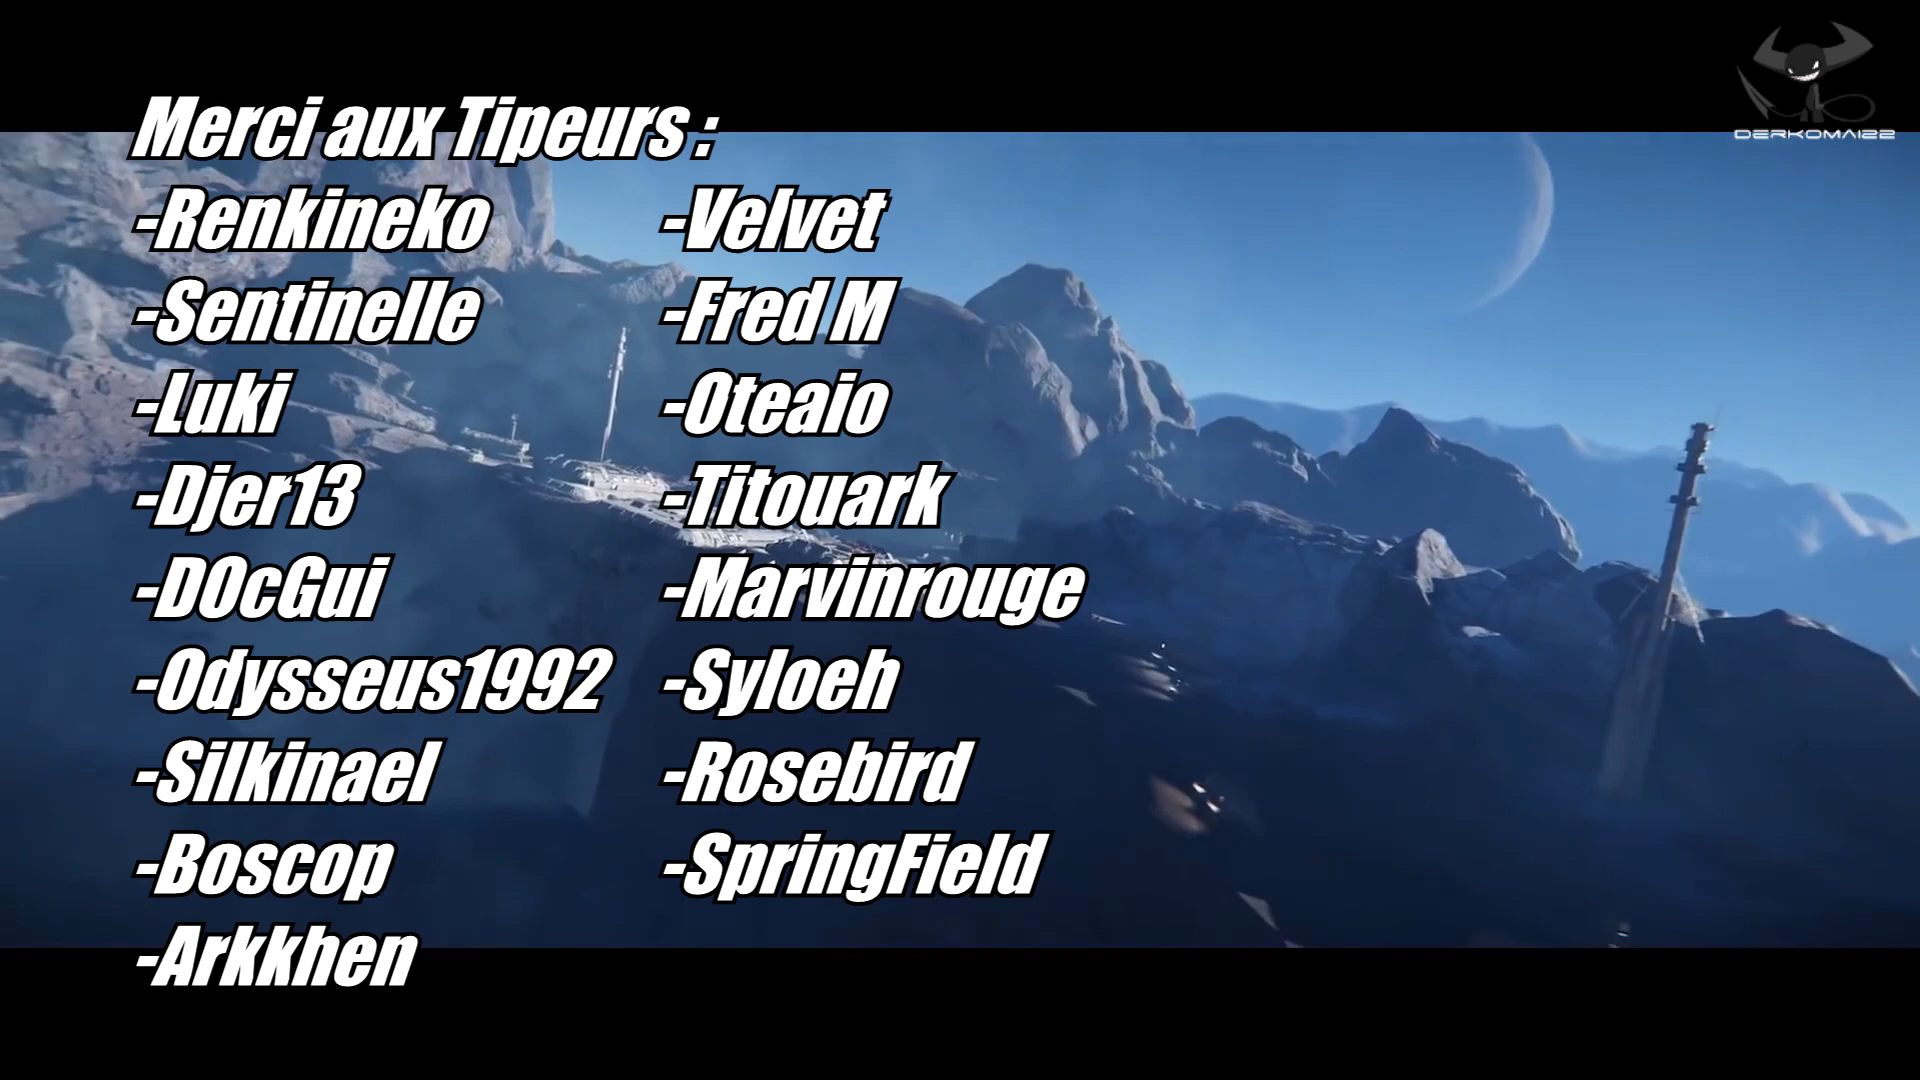 Merci aux Tipeurs :
-Renkineko
-Sentinelle
-Luki
-Djer13
-DOcGui
-Odysseus1992
-Silkinael
-Boscop
-Arkkhen
-Velvet
-Fred M
-Oteaio
-Titouark
-Marvinrouge
-Syloeh
-Rosebird
-SpringField
DERKOMAI22